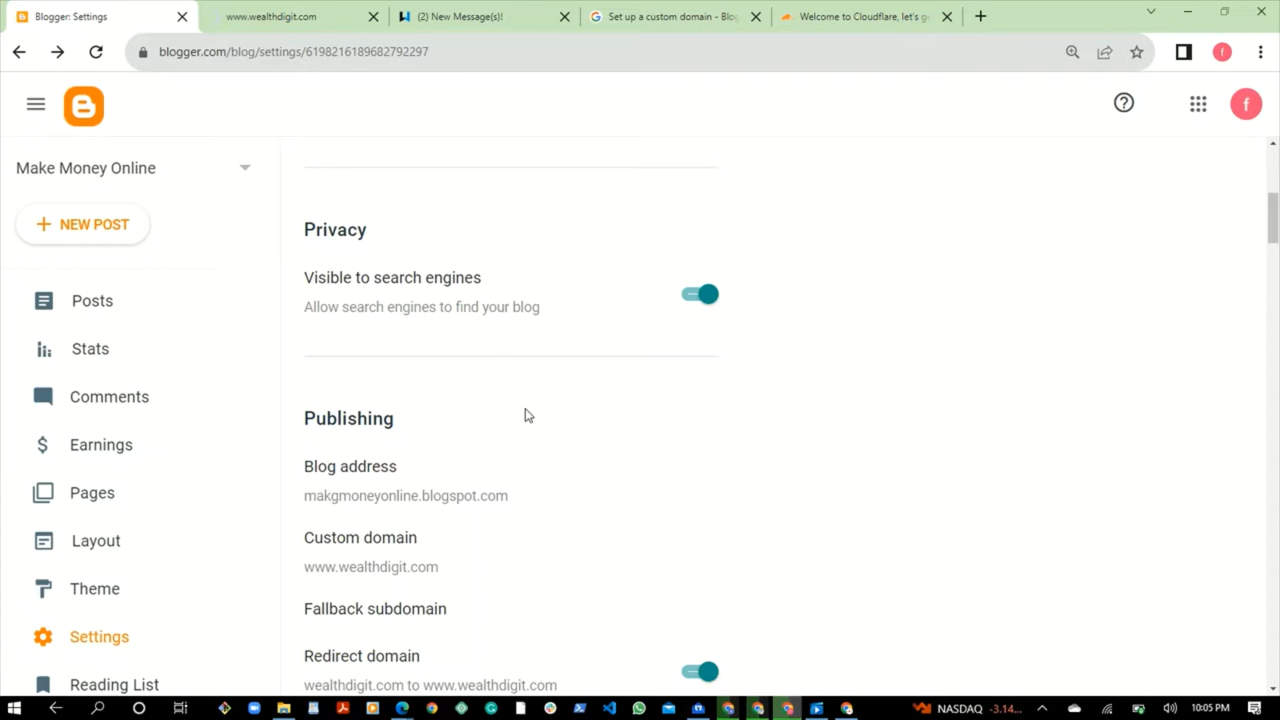 Blogger: Settings
www.wealthdigit.com
(2) New Message(s)!
Set up a custom domain - Blog
Welcome to Cloudflare, let's ge
blogger.com/blog/settings/6198216189682792297
f
f
Make Money Online
NEW POST
Posts
Stats
Comments
Earnings
Pages
Layout
Theme
Settings
Reading List
Privacy
Visible to search engines
Allow search engines to find your blog
Publishing
Blog address
makgmoneyonline.blogspot.com
Custom domain
www.wealthdigit.com
Fallback subdomain
Redirect domain
wealthdigit.com to www.wealthdigit.com
NASDAQ -3.14...
10:05 PM